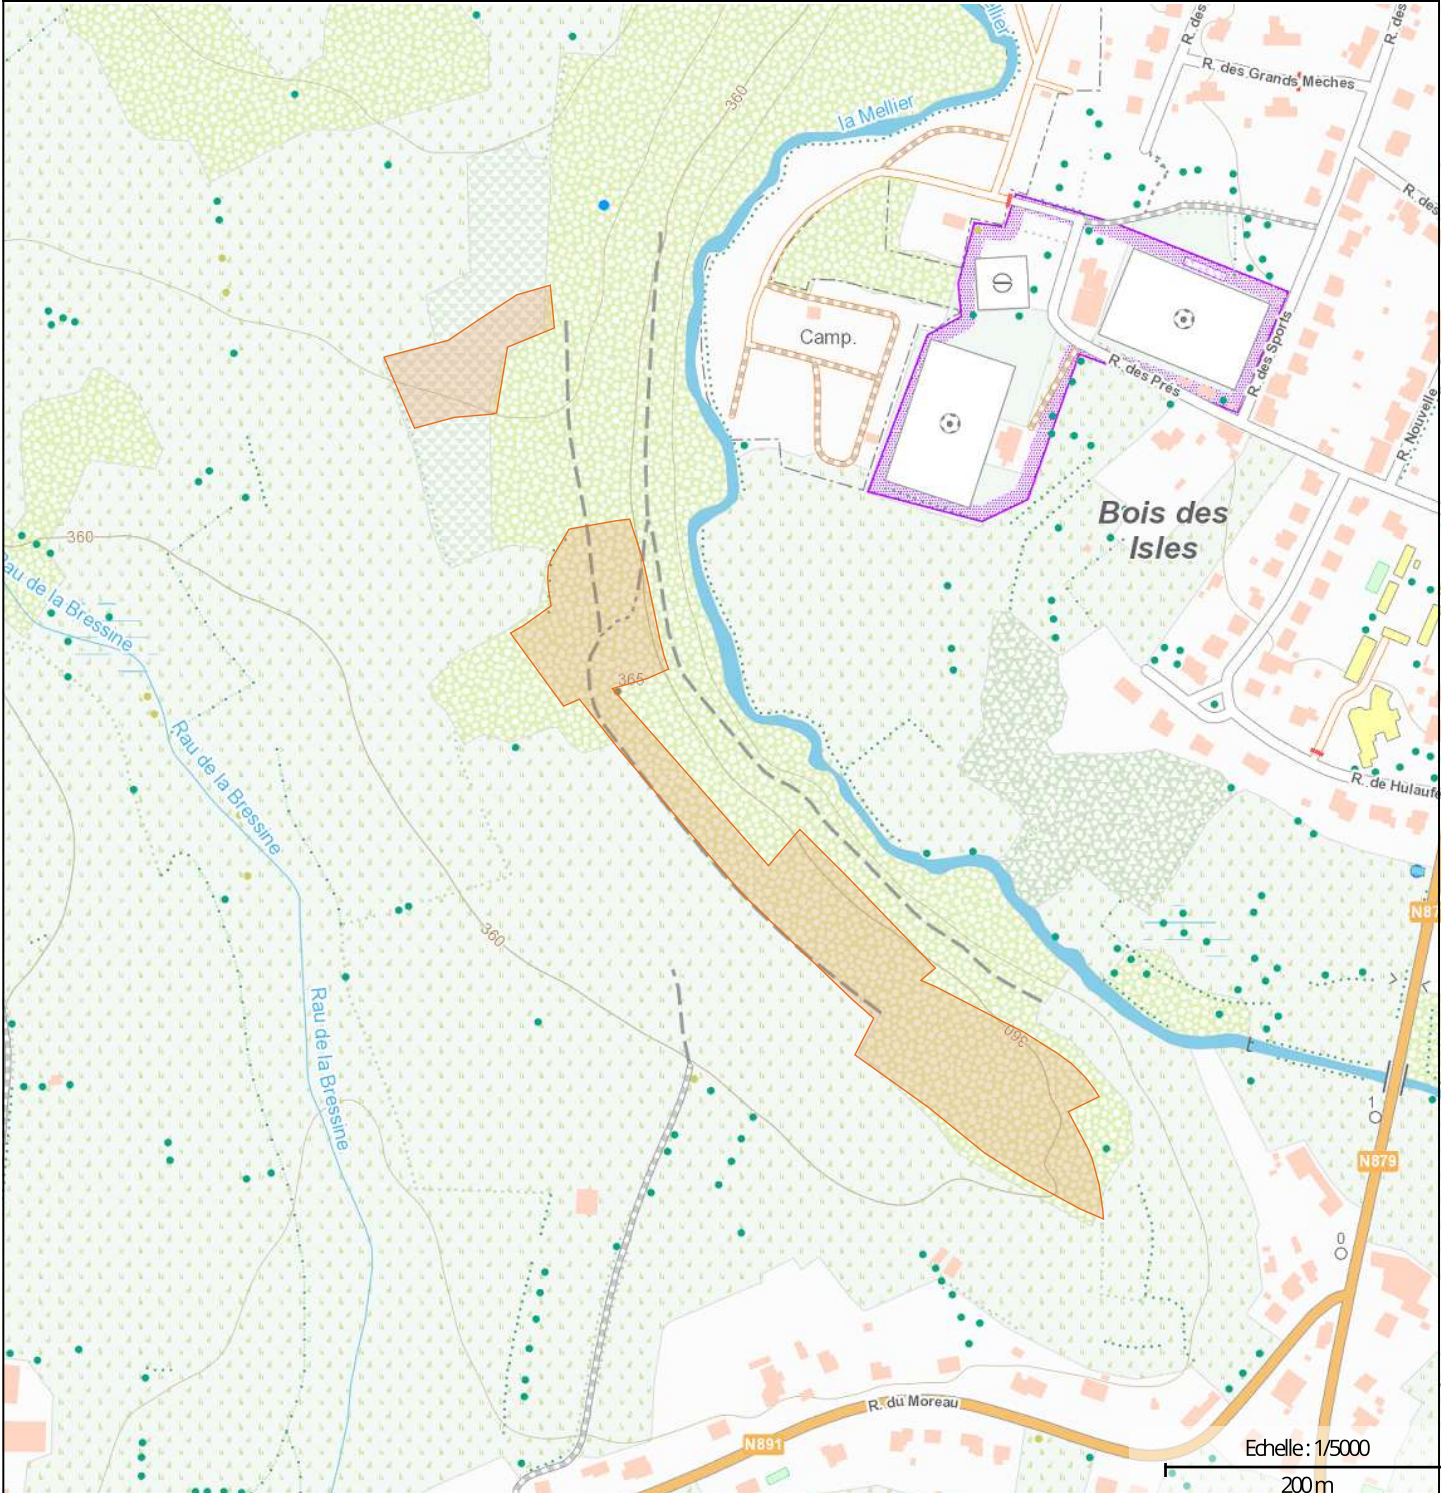 R. des
R. des
R. des Grands Meches
360
la Mellier
R. des
Camp.
R. des Sports
R. des Prés
R. Nouvelle
Bois des
Isles
360
Rau de la Bressine
365
Rau de la Bressine
R. de Hulaufe
N87
360
Rau de la Bressine
360
1
N879
0
R. du Moreau
N891
Echelle : 1/5000
200 m